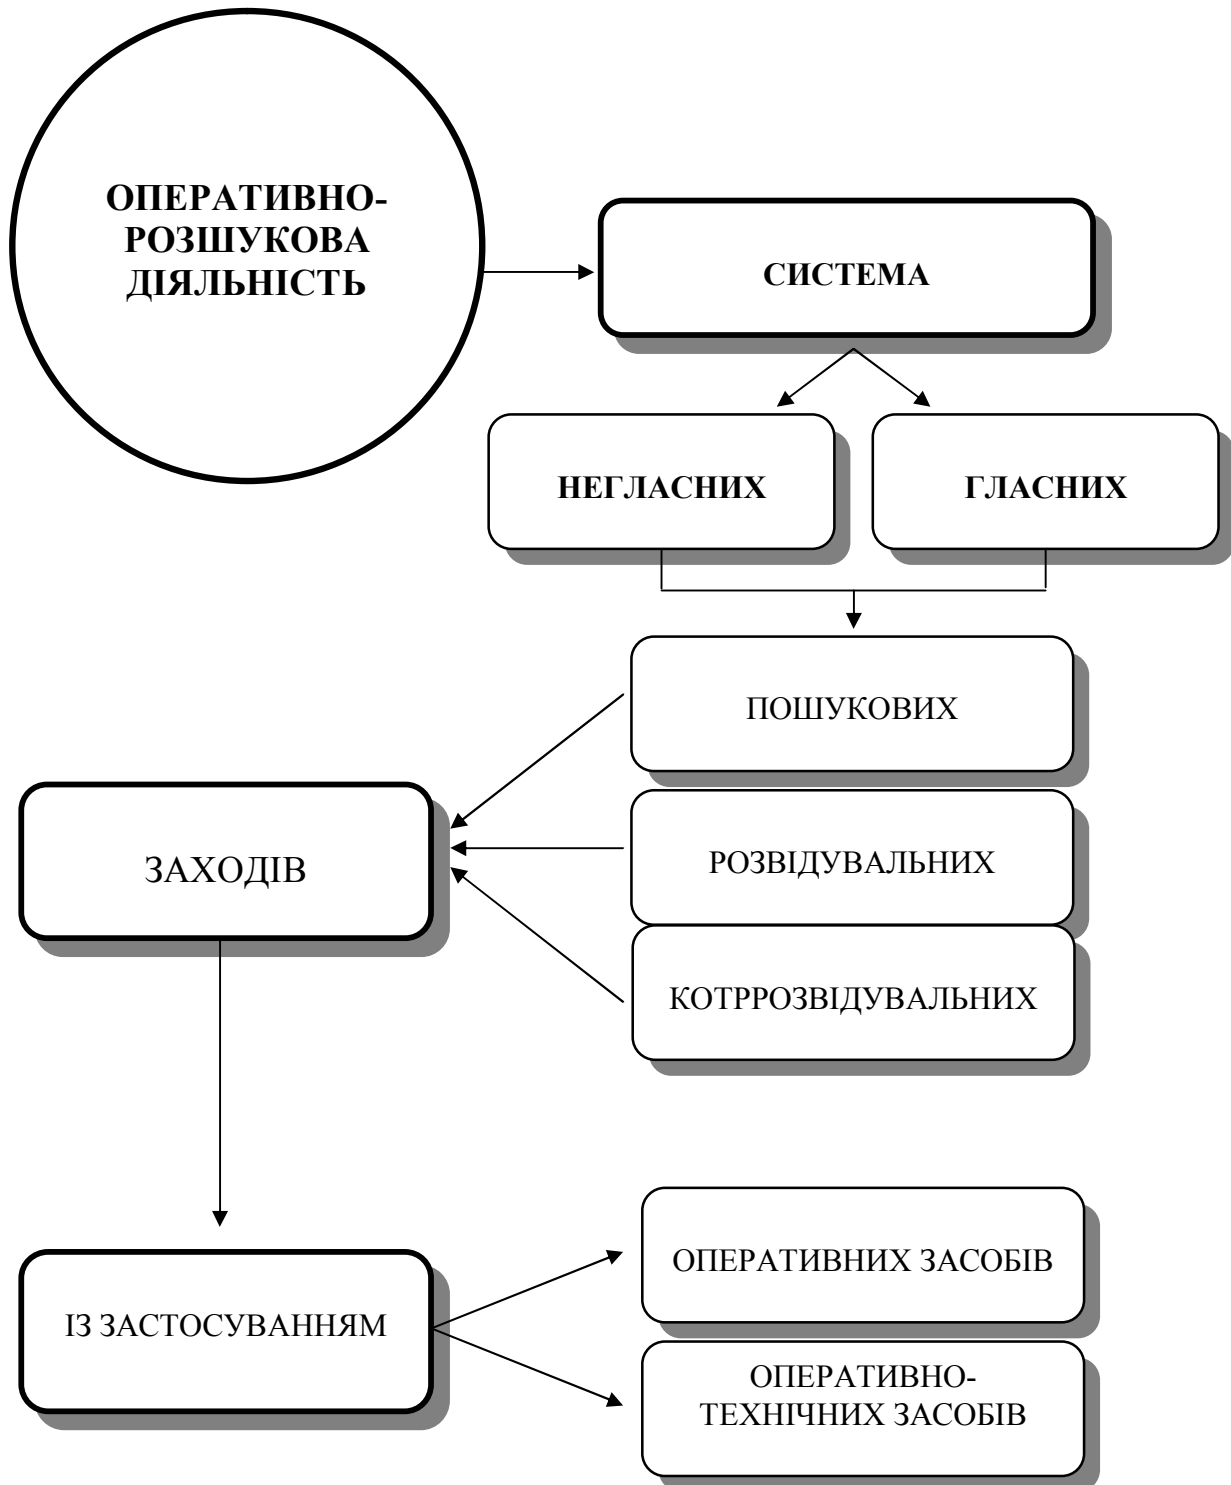 ОПЕРАТИВНО-
РОЗШУКОВА
ДІЯЛЬНІСТЬ
СИСТЕМА
НЕГЛАСНИХ
ГЛАСНИХ
ПОШУКОВИХ
ЗАХОДІВ
РОЗВІДУВАЛЬНИХ
КОТРРОЗВІДУВАЛЬНИХ
ІЗ ЗАСТОСУВАННЯМ
ОПЕРАТИВНИХ ЗАСОБІВ
ОПЕРАТИВНО-
ТЕХНІЧНИХ ЗАСОБІВ